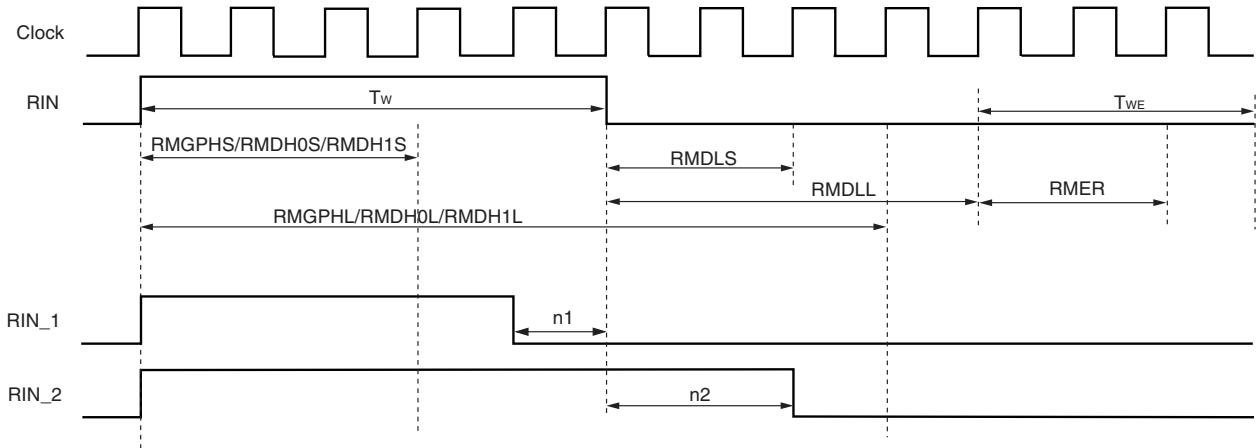 Clock
RIN
Tw
TWE
RMGPHS/RMDH0S/RMDH1S
RMDLS
RMDLL
RMER
RMGPHL/RMDH0L/RMDH1L
RIN_1
n1
RIN_2
n2